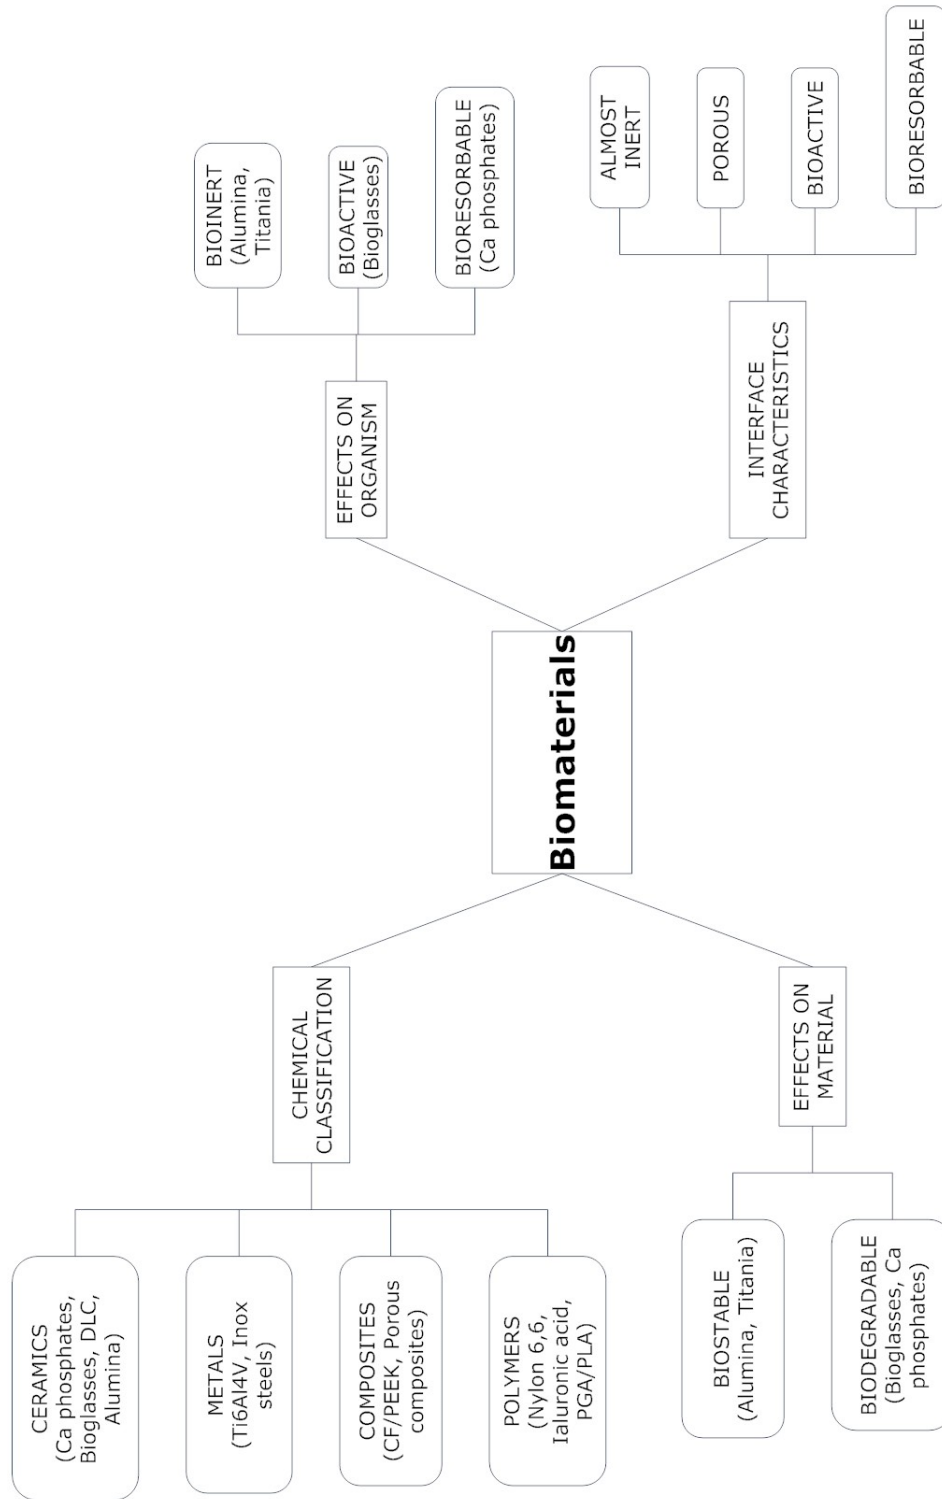 Biomaterials
CHEMICAL
CLASSIFICATION
CERAMICS
(Ca phosphates,
Bioglasses, DLC,
Alumina)
METALS
(Ti6Al4V, Inox
steels)
COMPOSITES
(CF/PEEK, Porous
composites)
POLYMERS
(Nylon 6,6,
Ialuronic acid,
PGA/PLA)
EFFECTS ON
MATERIAL
BIOSTABLE
(Alumina, Titania)
BIODEGRADABLE
(Bioglasses, Ca
phosphates)
EFFECTS ON
ORGANISM
BIOINERT
(Alumina,
Titania)
BIOACTIVE
(Bioglasses)
BIORESORBABLE
(Ca phosphates)
INTERFACE
CHARACTERISTICS
ALMOST
INERT
POROUS
BIOACTIVE
BIORESORBABLE